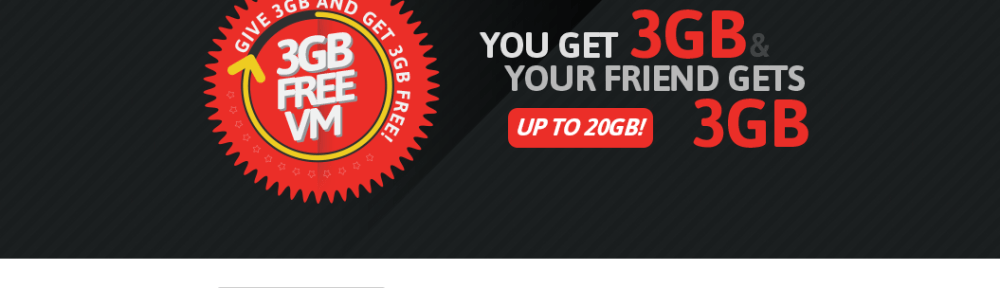 GIVE 3GB AND GET 3GB FREE!
3GB
FREE
VM
YOU GET 3GB &
YOUR FRIEND GETS
UP TO 20GB! 3GB